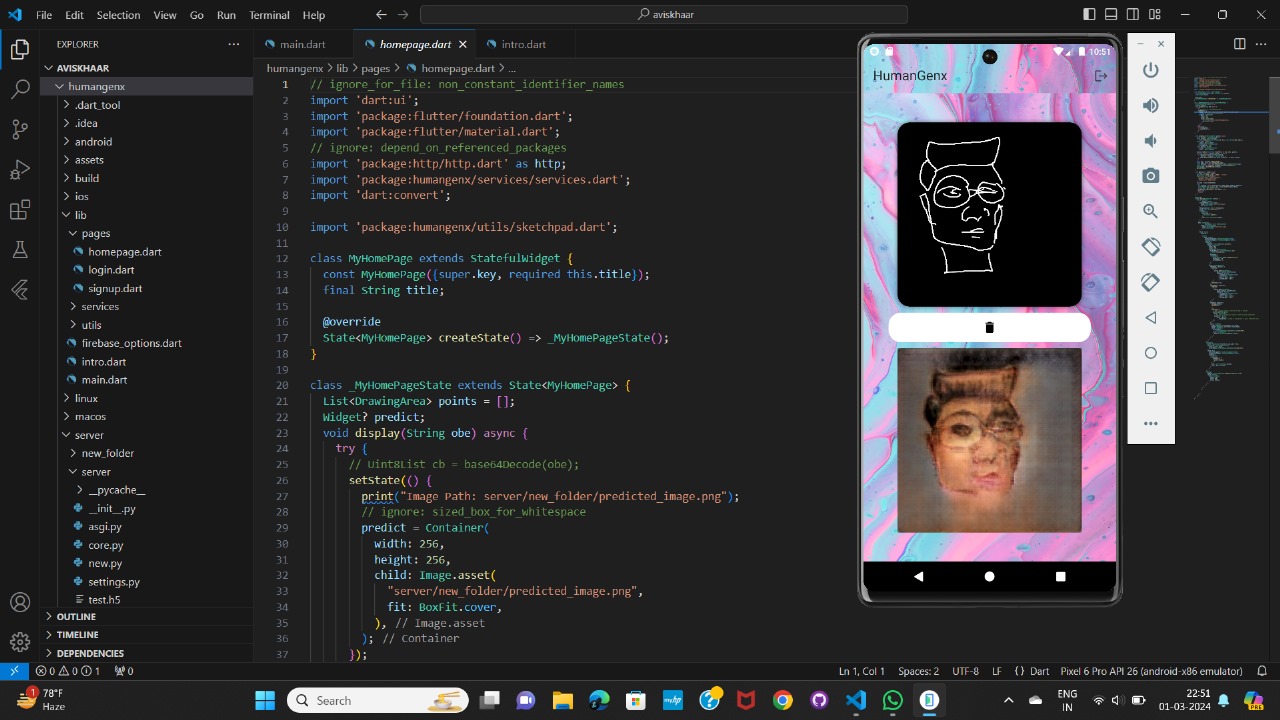 File Edit Selection View Go Run Terminal Help
aviskhaar
EXPLORER
AVISKHAAR
humangenx
.dart_tool
.idea
android
assets
build
ios
lib
pages
homepage.dart
login.dart
signup.dart
services
utils
firebase_options.dart
intro.dart
main.dart
linux
macos
server
new_folder
server
__pycache__
__init__.py
asgi.py
core.py
new.py
settings.py
test.h5
OUTLINE
TIMELINE
DEPENDENCIES
main.dart homepage.dart intro.dart
humangenx > lib > pages > homepage.dart > ...
1 // ignore_for_file: non_constant_identifier_names
2 import 'dart:ui';
3 import 'package:flutter/foundation.dart';
4 import 'package:flutter/material.dart';
5 // ignore: depend_on_referenced_packages
6 import 'package:http/http.dart' as http;
7 import 'package:humangenx/services/services.dart';
8 import 'dart:convert';
9
10 import 'package:humangenx/utils/sketchpad.dart';
11
12 class MyHomePage extends StatefulWidget {
13 const MyHomePage({super.key, required this.title});
14 final String title;
15
16 @override
17 State<MyHomePage> createState() => _MyHomePageState();
18 }
19
20 class _MyHomePageState extends State<MyHomePage> {
21 List<DrawingArea> points = [];
22 Widget? predict;
23 void display(String obe) async {
24 try {
25 // Uint8List cb = base64Decode(obe);
26 setState(() {
27 print("Image Path: server/new_folder/predicted_image.png");
28 // ignore: sized_box_for_whitespace
29 predict = Container(
30 width: 256,
31 height: 256,
32 child: Image.asset(
33 "server/new_folder/predicted_image.png",
34 fit: BoxFit.cover,
35 ), // Image.asset
36 ); // Container
37 });
10:51
HumanGenx
0 0 1 0
Ln 1, Col 1 Spaces: 2 UTF-8 LF {} Dart Pixel 6 Pro API 26 (android-x86 emulator)
1
78°F
Haze
Search
ENG
IN
22:51
01-03-2024
PRE